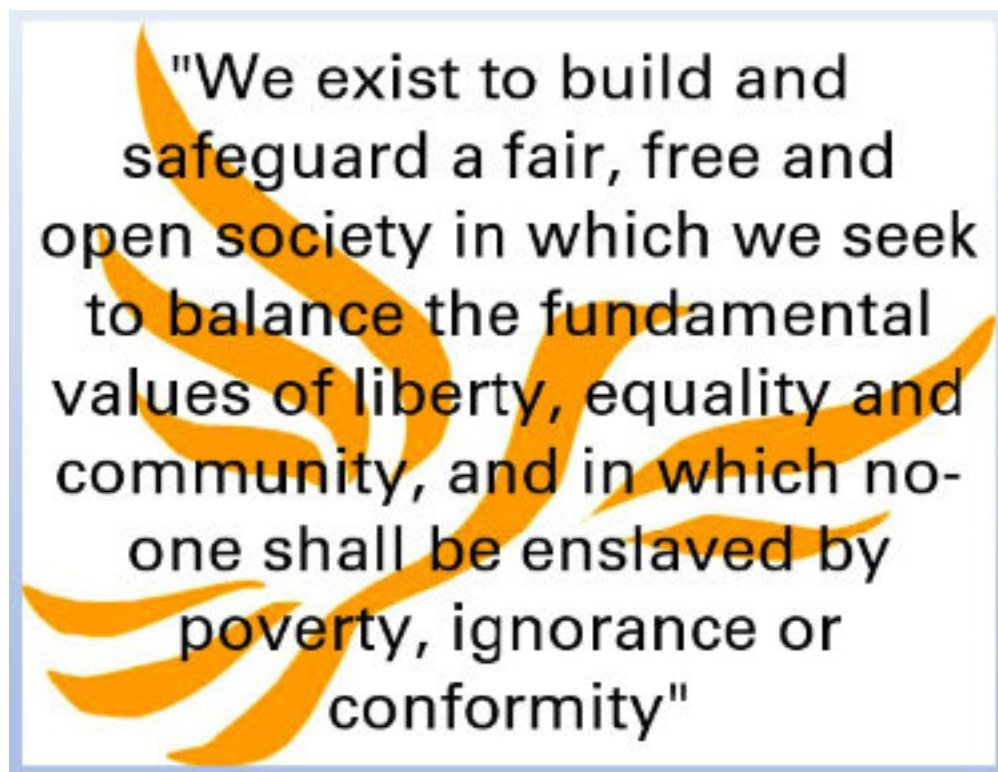 "We exist to build and
safeguard a fair, free and
open society in which we seek
to balance the fundamental
values of liberty, equality and
community, and in which no-
one shall be enslaved by
poverty, ignorance or
conformity"